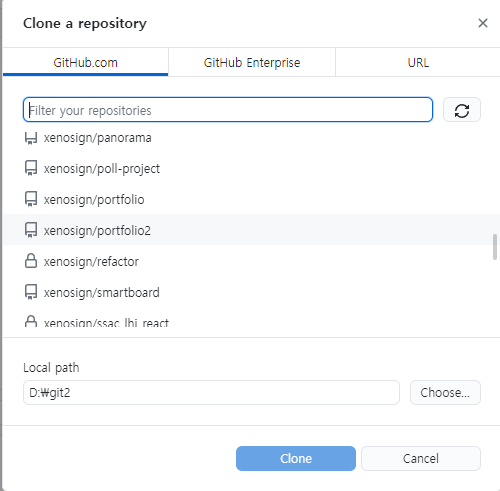 Clone a repository
GitHub.com
GitHub Enterprise
URL
Filter your repositories
xenosign/panorama
xenosign/poll-project
xenosign/portfolio
xenosign/portfolio2
xenosign/refactor
xenosign/smartboard
xenosign/ssac_lhj_react
Local path
D:₩git2
Choose...
Clone
Cancel